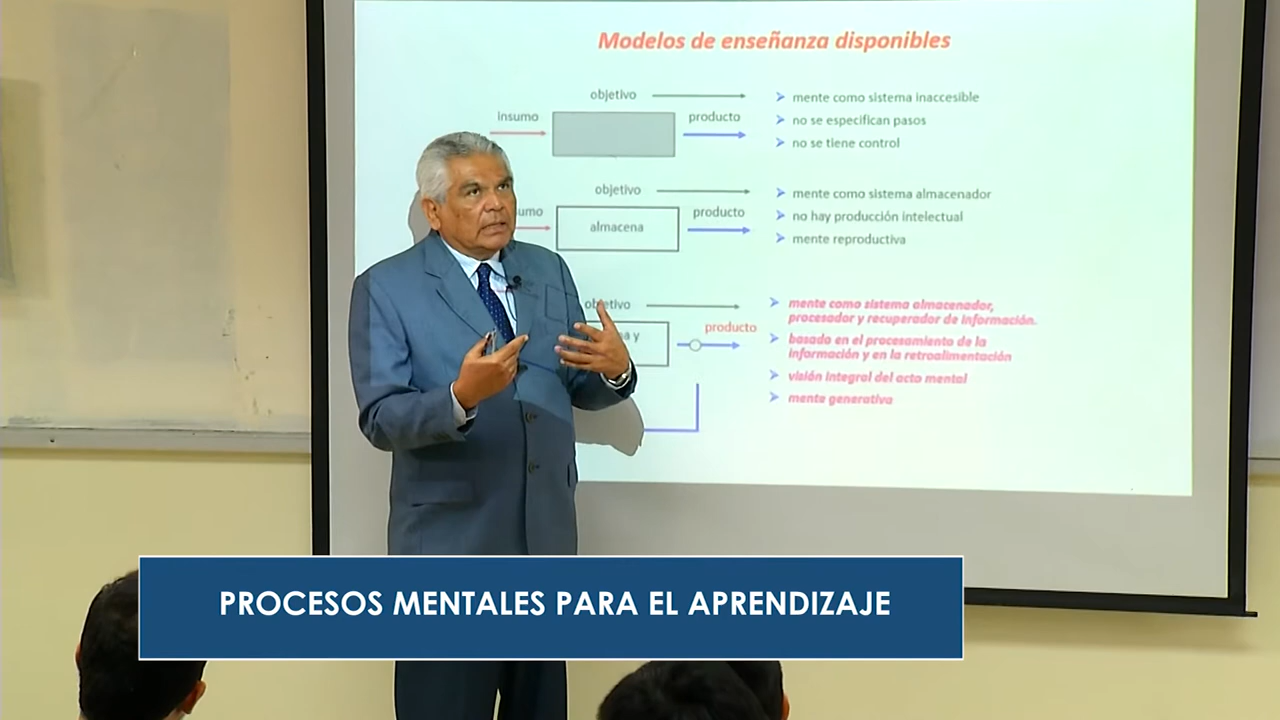 Modelos de enseñanza disponibles
objetivo
insumo
producto
mente como sistema inaccesible
no se especifican pasos
no se tiene control
objetivo
umo
almacena
producto
mente como sistema almacenador
no hay producción intelectual
mente reproductiva
objetivo
a y
producto
mente como sistema almacenador,
procesador y recuperador de información.
basado en el procesamiento de la
información y en la retroalimentación
visión integral del acto mental
mente generativa
PROCESOS MENTALES PARA EL APRENDIZAJE